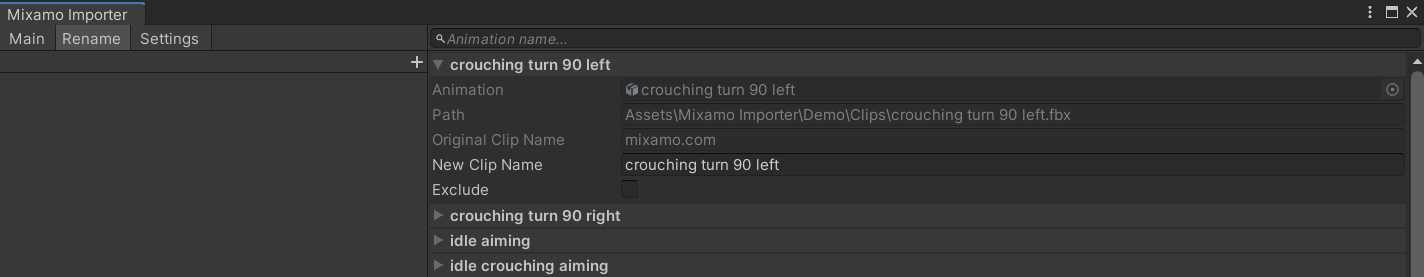 Mixamo Importer
Main Rename Settings
Animation name...
crouching turn 90 left
Animation crouching turn 90 left
Path Assets\Mixamo Importer\Demo\Clips\crouching turn 90 left.fbx
Original Clip Name mixamo.com
New Clip Name crouching turn 90 left
Exclude
crouching turn 90 right
idle aiming
idle crouching aiming